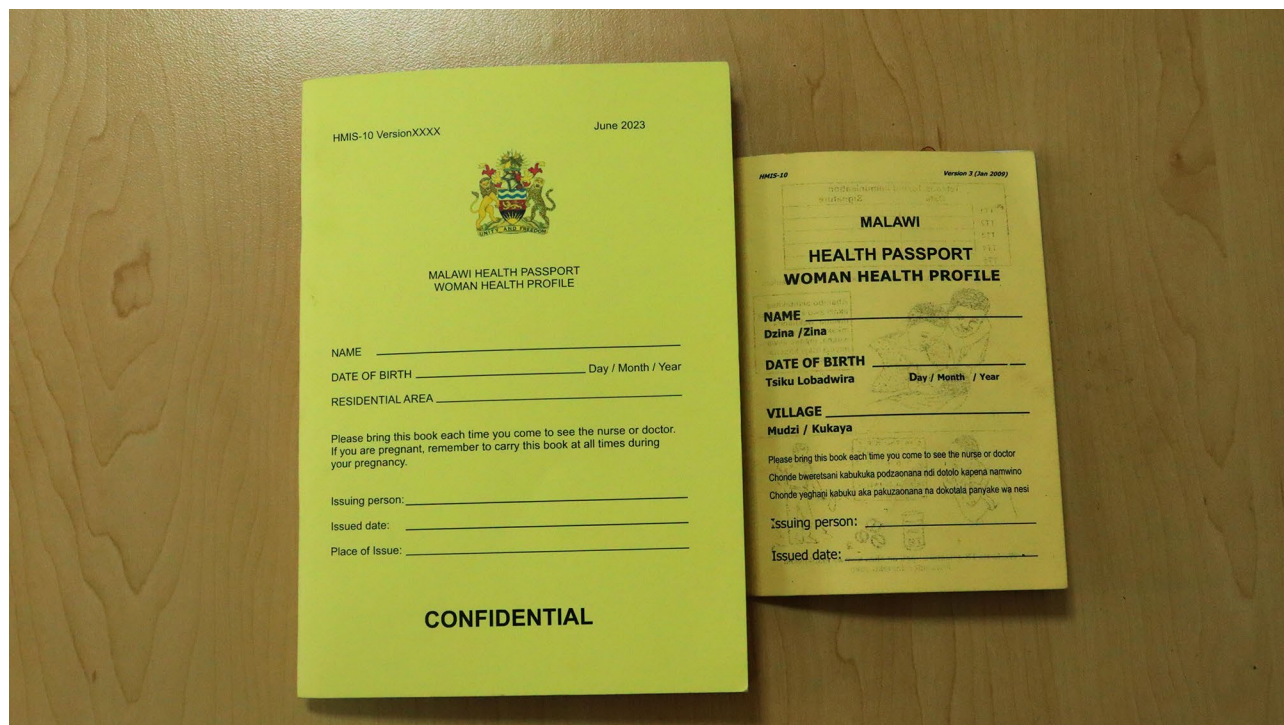 HMIS-10 VersionXXXX
June 2023
UNITY AND FREEDOM
MALAWI HEALTH PASSPORT
WOMAN HEALTH PROFILE
NAME
DATE OF BIRTH Day / Month / Year
RESIDENTIAL AREA
Please bring this book each time you come to see the nurse or doctor.
If you are pregnant, remember to carry this book at all times during
your pregnancy.
Issuing person:
Issued date:
Place of Issue:
CONFIDENTIAL
HMIS-10
Version 3 (Jan 2009)
MALAWI
HEALTH PASSPORT
WOMAN HEALTH PROFILE
NAME
Dzina /Zina
DATE OF BIRTH
Tsiku Lobadwira Day / Month / Year
VILLAGE
Mudzi / Kukaya
Please bring this book each time you come to see the nurse or doctor
Chonde bweretsani kabukuka podzaonana ndi dotolo kapena namwino
Chonde yeghani kabuku aka pakuzaonana na dokotala panyake wa nesi
Issuing person:
Issued date: